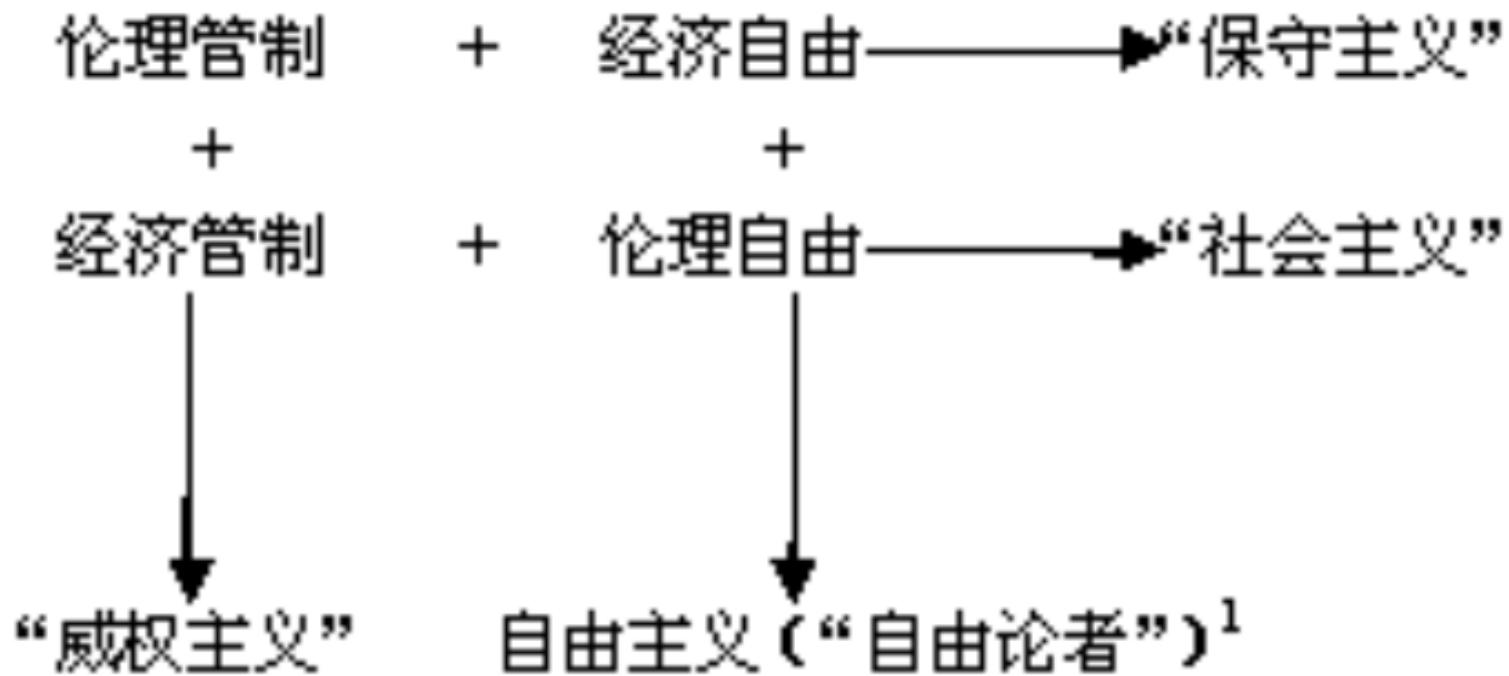 伦理管制 + 经济自由 “保守主义”
+ +
经济管制 + 伦理自由 “社会主义”
“威权主义” 自由主义(“自由论者”)1